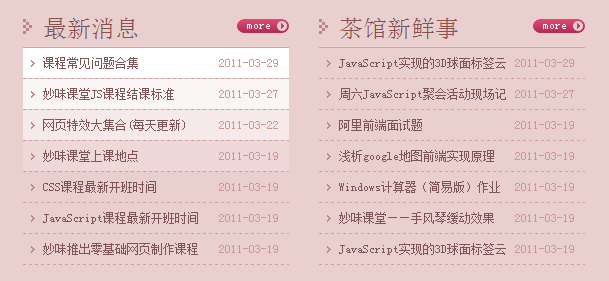 最新消息 more
课程常见问题合集 2011-03-29
妙味课堂JS课程结课标准 2011-03-27
网页特效大集合(每天更新) 2011-03-22
妙味课堂上课地点 2011-03-19
CSS课程最新开班时间 2011-03-19
JavaScript课程最新开班时间 2011-03-19
妙味推出零基础网页制作课程 2011-03-19
茶馆新鲜事 more
JavaScript实现的3D球面标签云 2011-03-29
周六JavaScript聚会活动现场记 2011-03-27
阿里前端面试题 2011-03-19
浅析google地图前端实现原理 2011-03-19
Windows计算器（简易版）作业 2011-03-19
妙味课堂——手风琴缓动效果 2011-03-19
JavaScript实现的3D球面标签云 2011-03-19